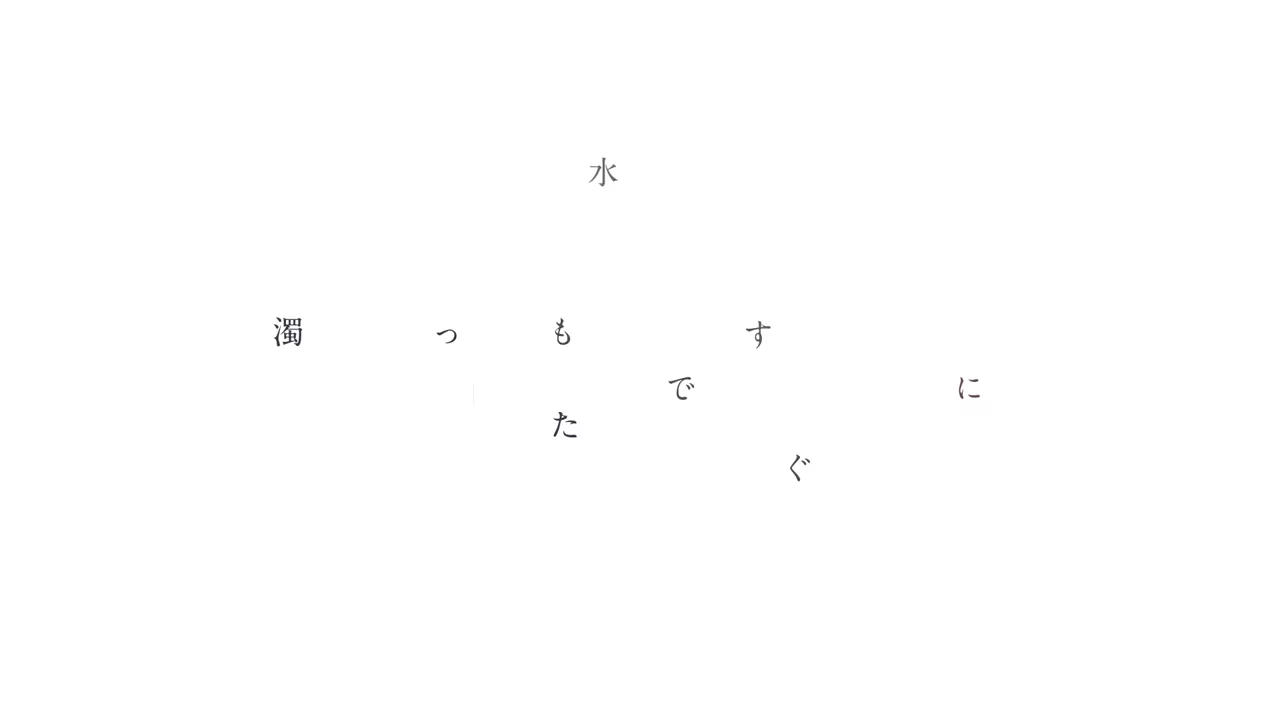 水
濁 っ も す
で に
た
ぐ